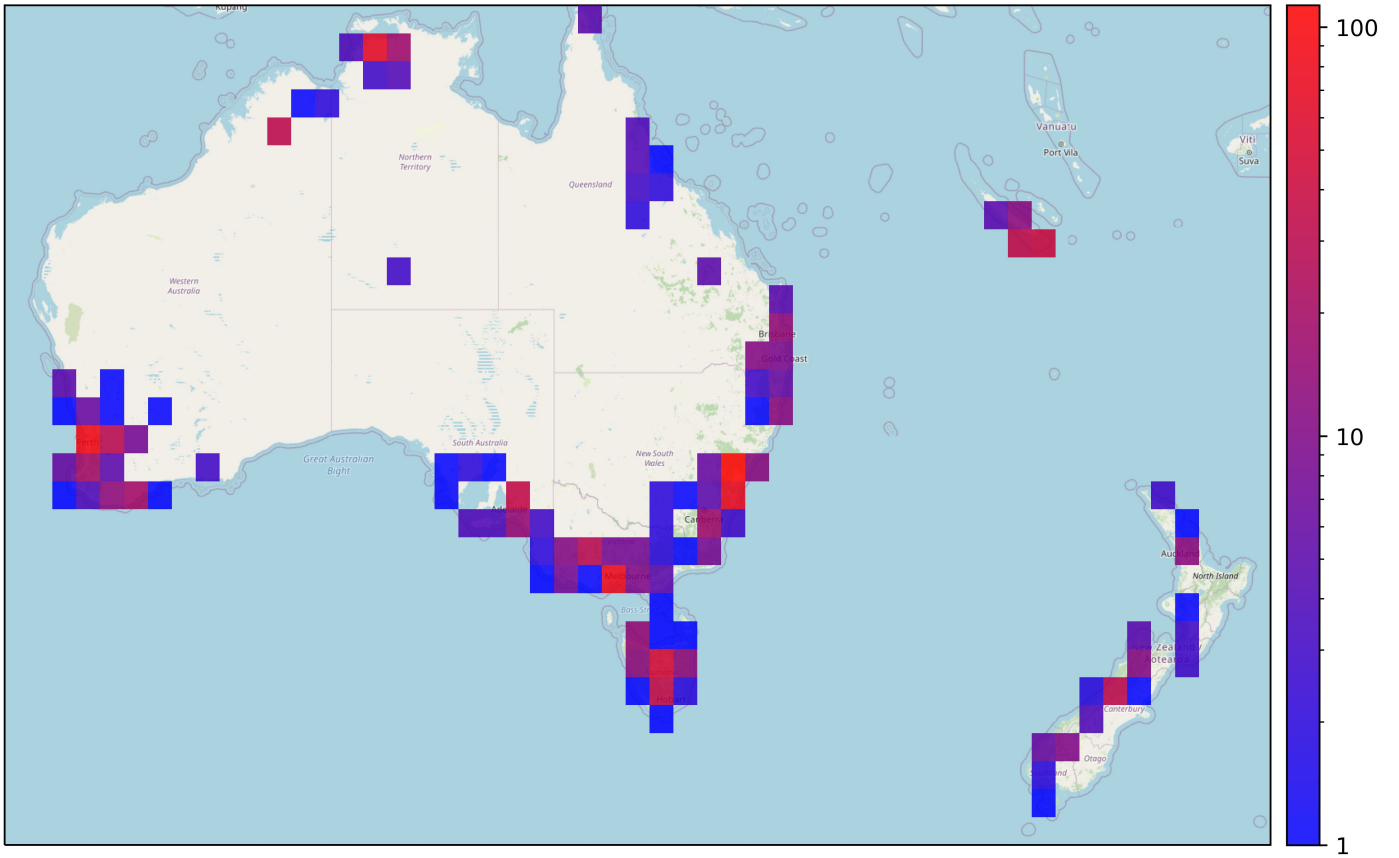 Kupang
100
Vanuatu
Port Vila
Viti
Suva
Northern
Territory
Queensland
Western
Australia
Brisbane
Gold Coast
10
Perth
South Australia
Great Australian
Bight
New South
Wales
Adelaide
Canberra
Auckland
North Island
Melbourne
New Zealand /
Aotearoa
Hobart
Canterbury
Otago
Southland
1